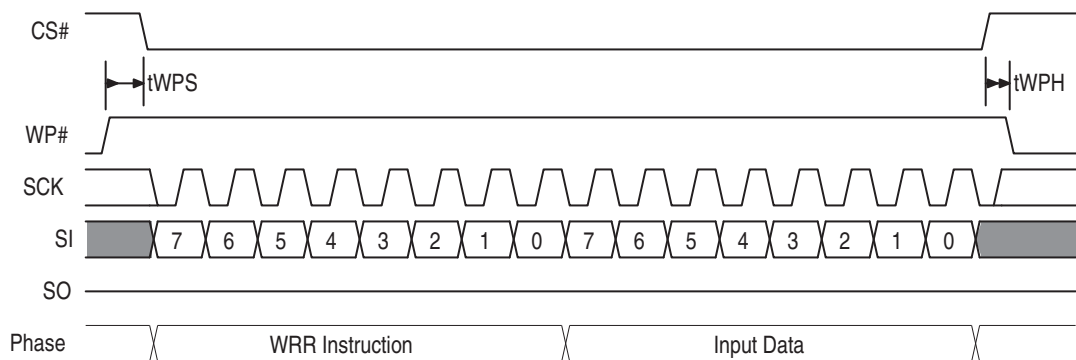 CS#
tWPS
tWPH
WP#
SCK
SI 7 6 5 4 3 2 1 0 7 6 5 4 3 2 1 0
SO
Phase WRR Instruction Input Data